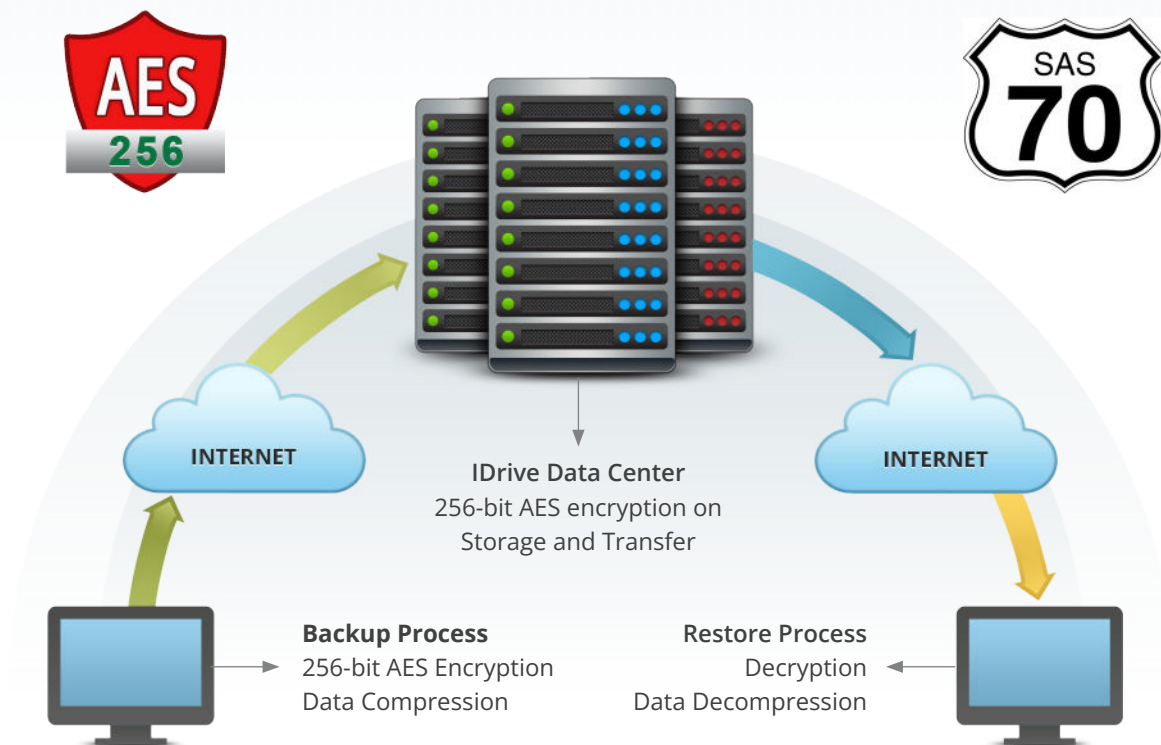 AES
256
SAS
70
INTERNET
INTERNET
IDrive Data Center
256-bit AES encryption on
Storage and Transfer
Backup Process
256-bit AES Encryption
Data Compression
Restore Process
Decryption
Data Decompression